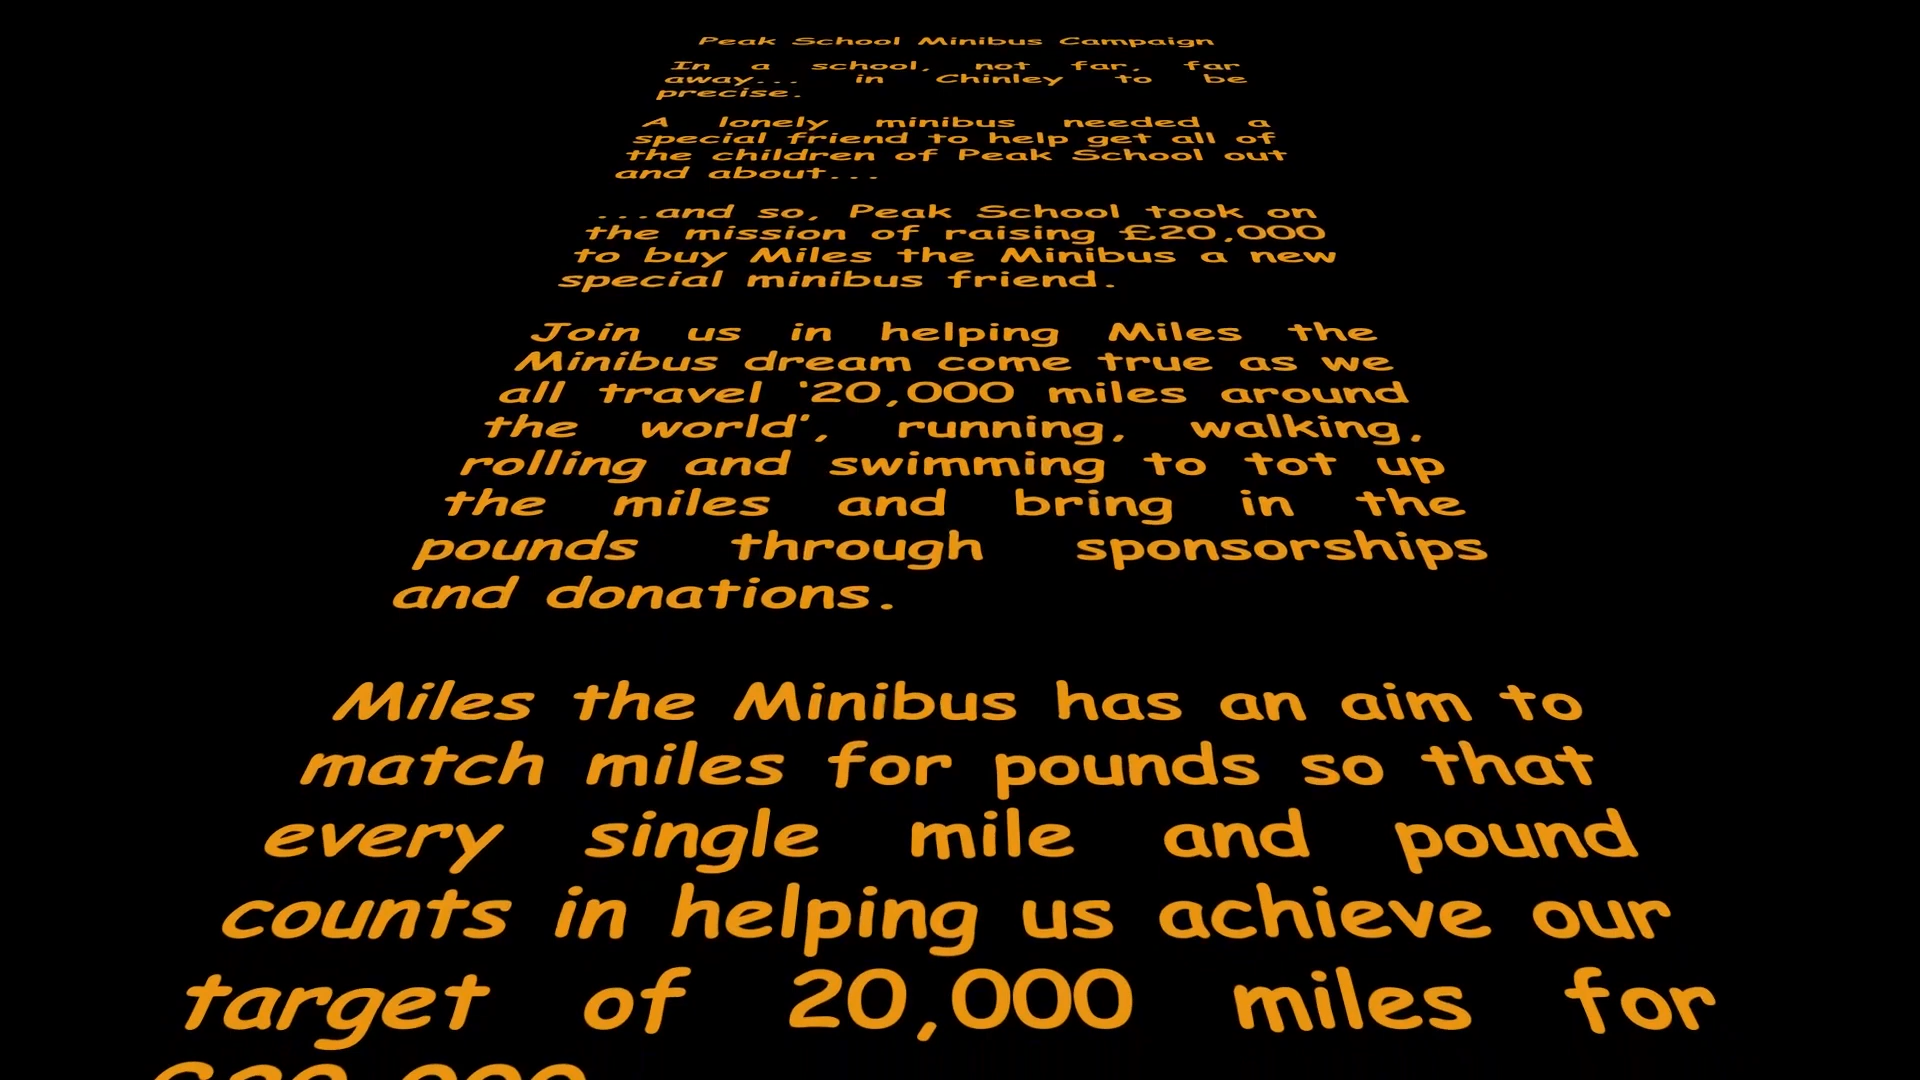 Peak School Minibus Campaign
In a school, not far, far
away... in Chinley to be
precise.
A lonely minibus needed a
special friend to help get all of
the children of Peak School out
and about...
...and so, Peak School took on
the mission of raising £20,000
to buy Miles the Minibus a new
special minibus friend.
Join us in helping Miles the
Minibus dream come true as we
all travel '20,000 miles around
the world', running, walking,
rolling and swimming to tot up
the miles and bring in the
pounds through sponsorships
and donations.
Miles the Minibus has an aim to
match miles for pounds so that
every single mile and pound
counts in helping us achieve our
target of 20,000 miles for
£20,000